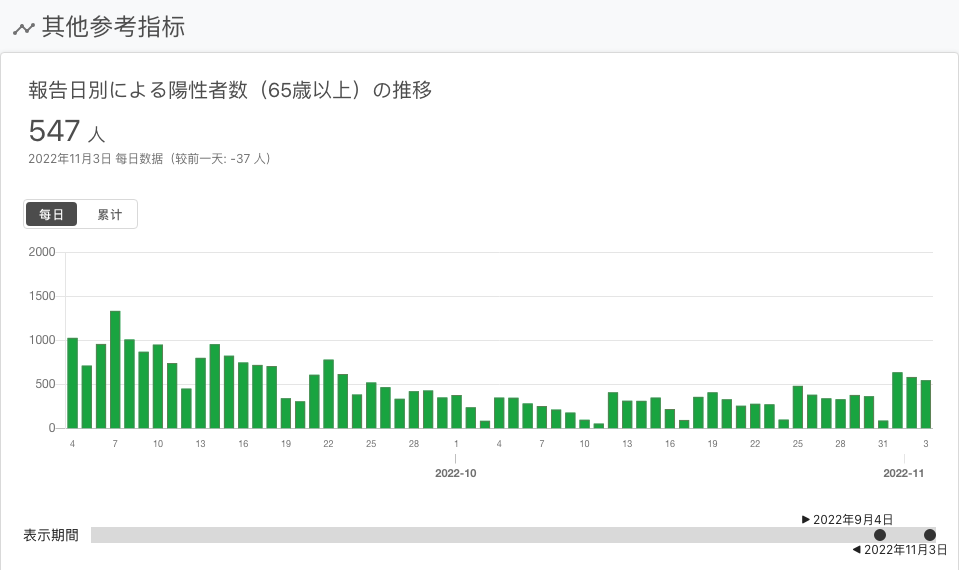 其他参考指标
報告日別による陽性者数（65歳以上）の推移
547 人
2022年11月3日 每日数据（较前一天: -37 人）
每日 累计
2000
1500
1000
500
0
4 7 10 13 16 19 22 25 28 1 4 7 10 13 16 19 22 25 28 31 3
2022-10 2022-11
2022年9月4日
表示期間
2022年11月3日